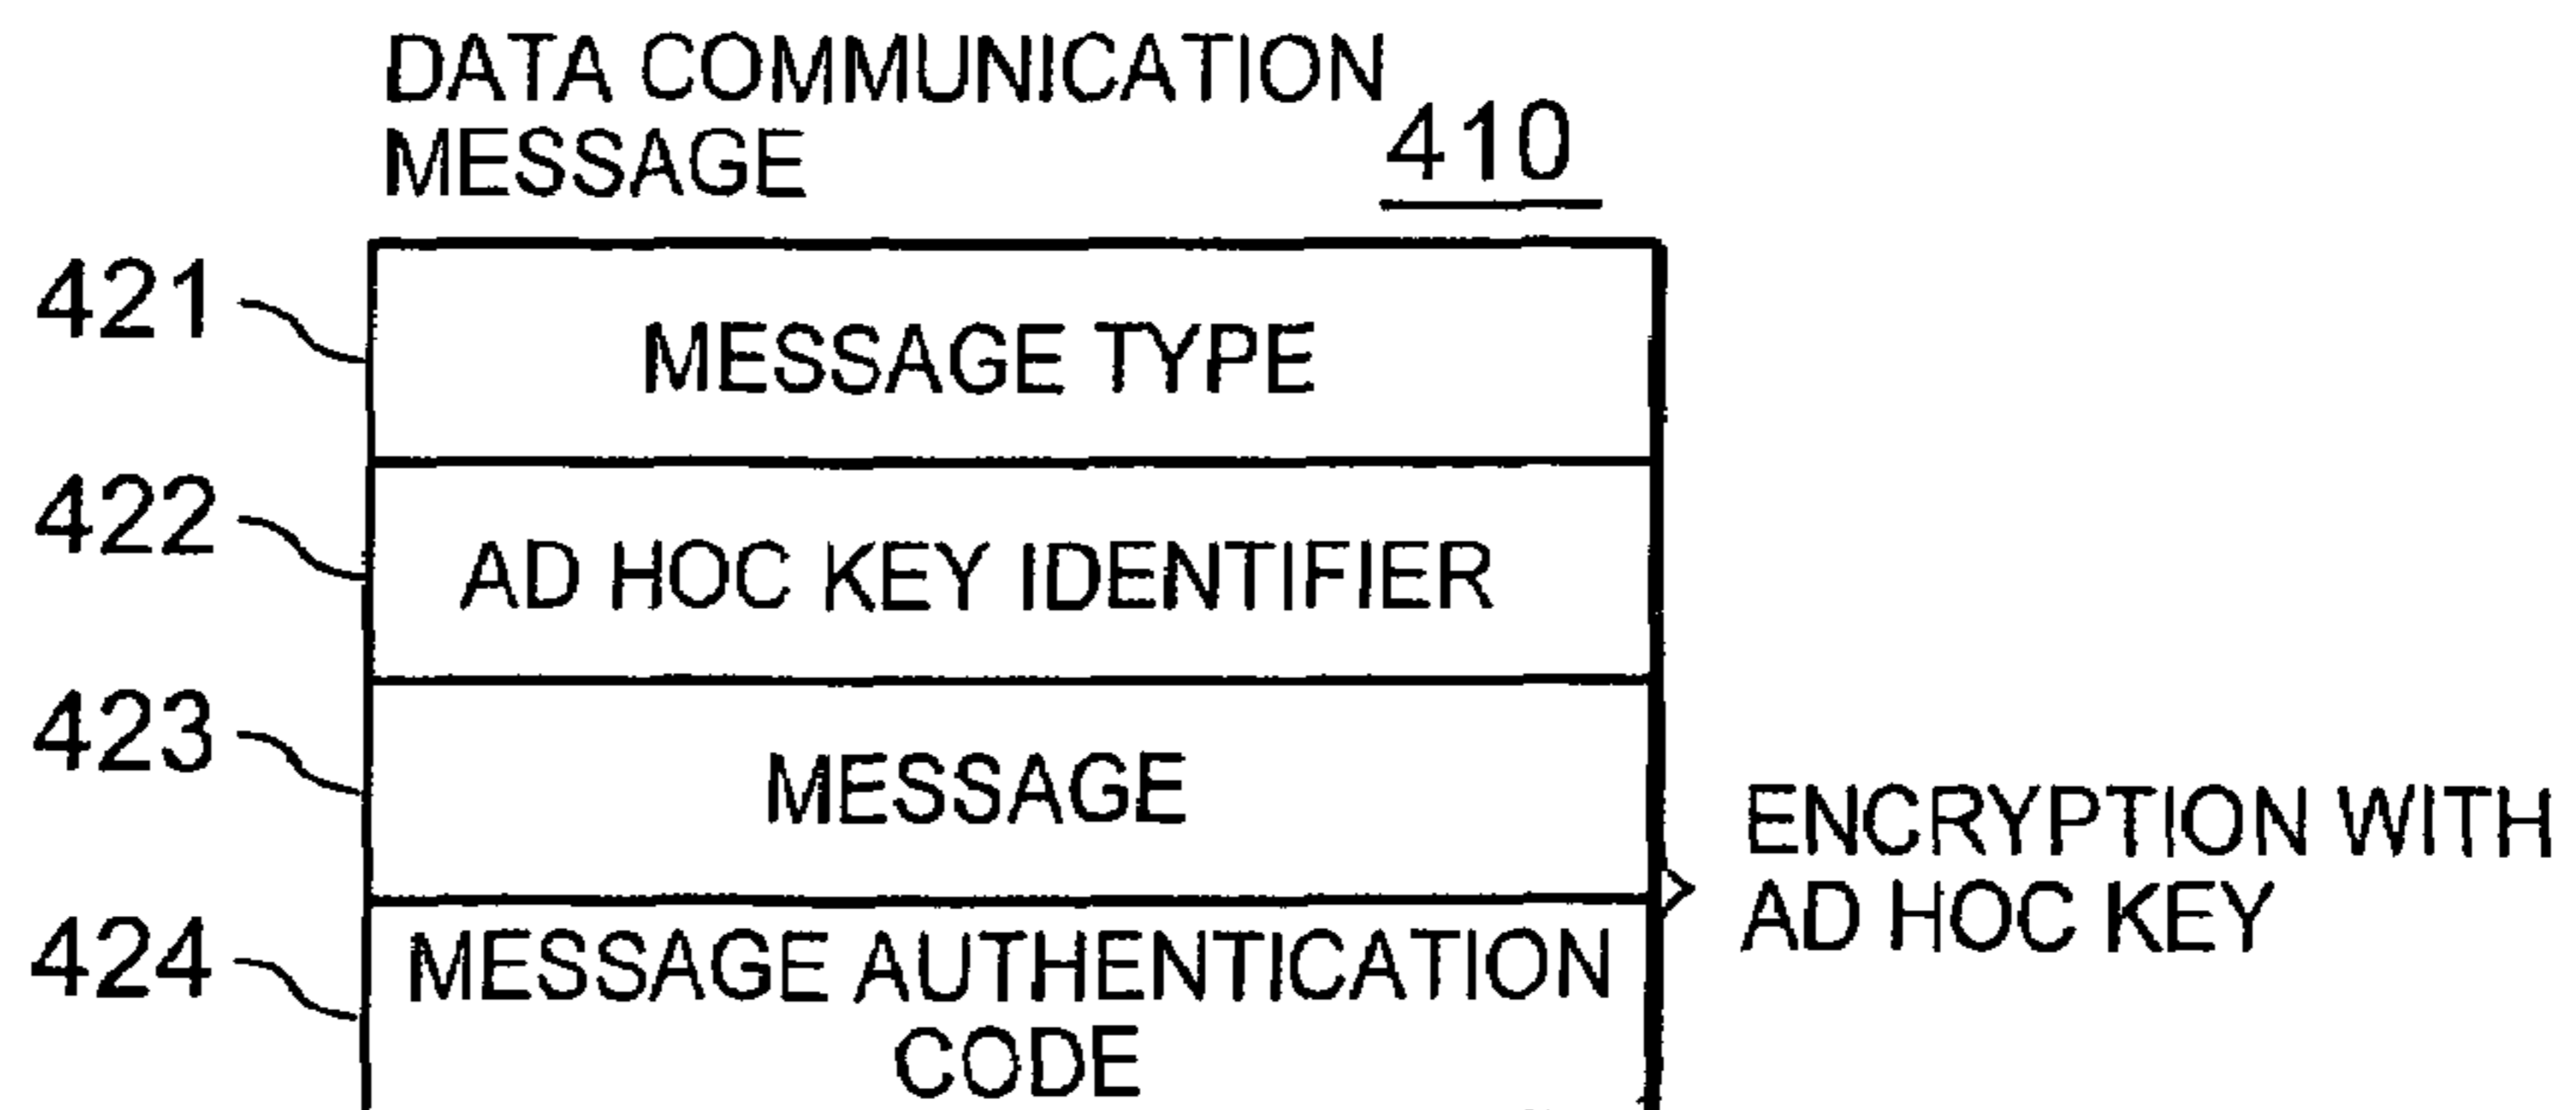 DATA COMMUNICATION
MESSAGE
410
421
MESSAGE TYPE
422
AD HOC KEY IDENTIFIER
423
MESSAGE
ENCRYPTION WITH
AD HOC KEY
424
MESSAGE AUTHENTICATION
CODE